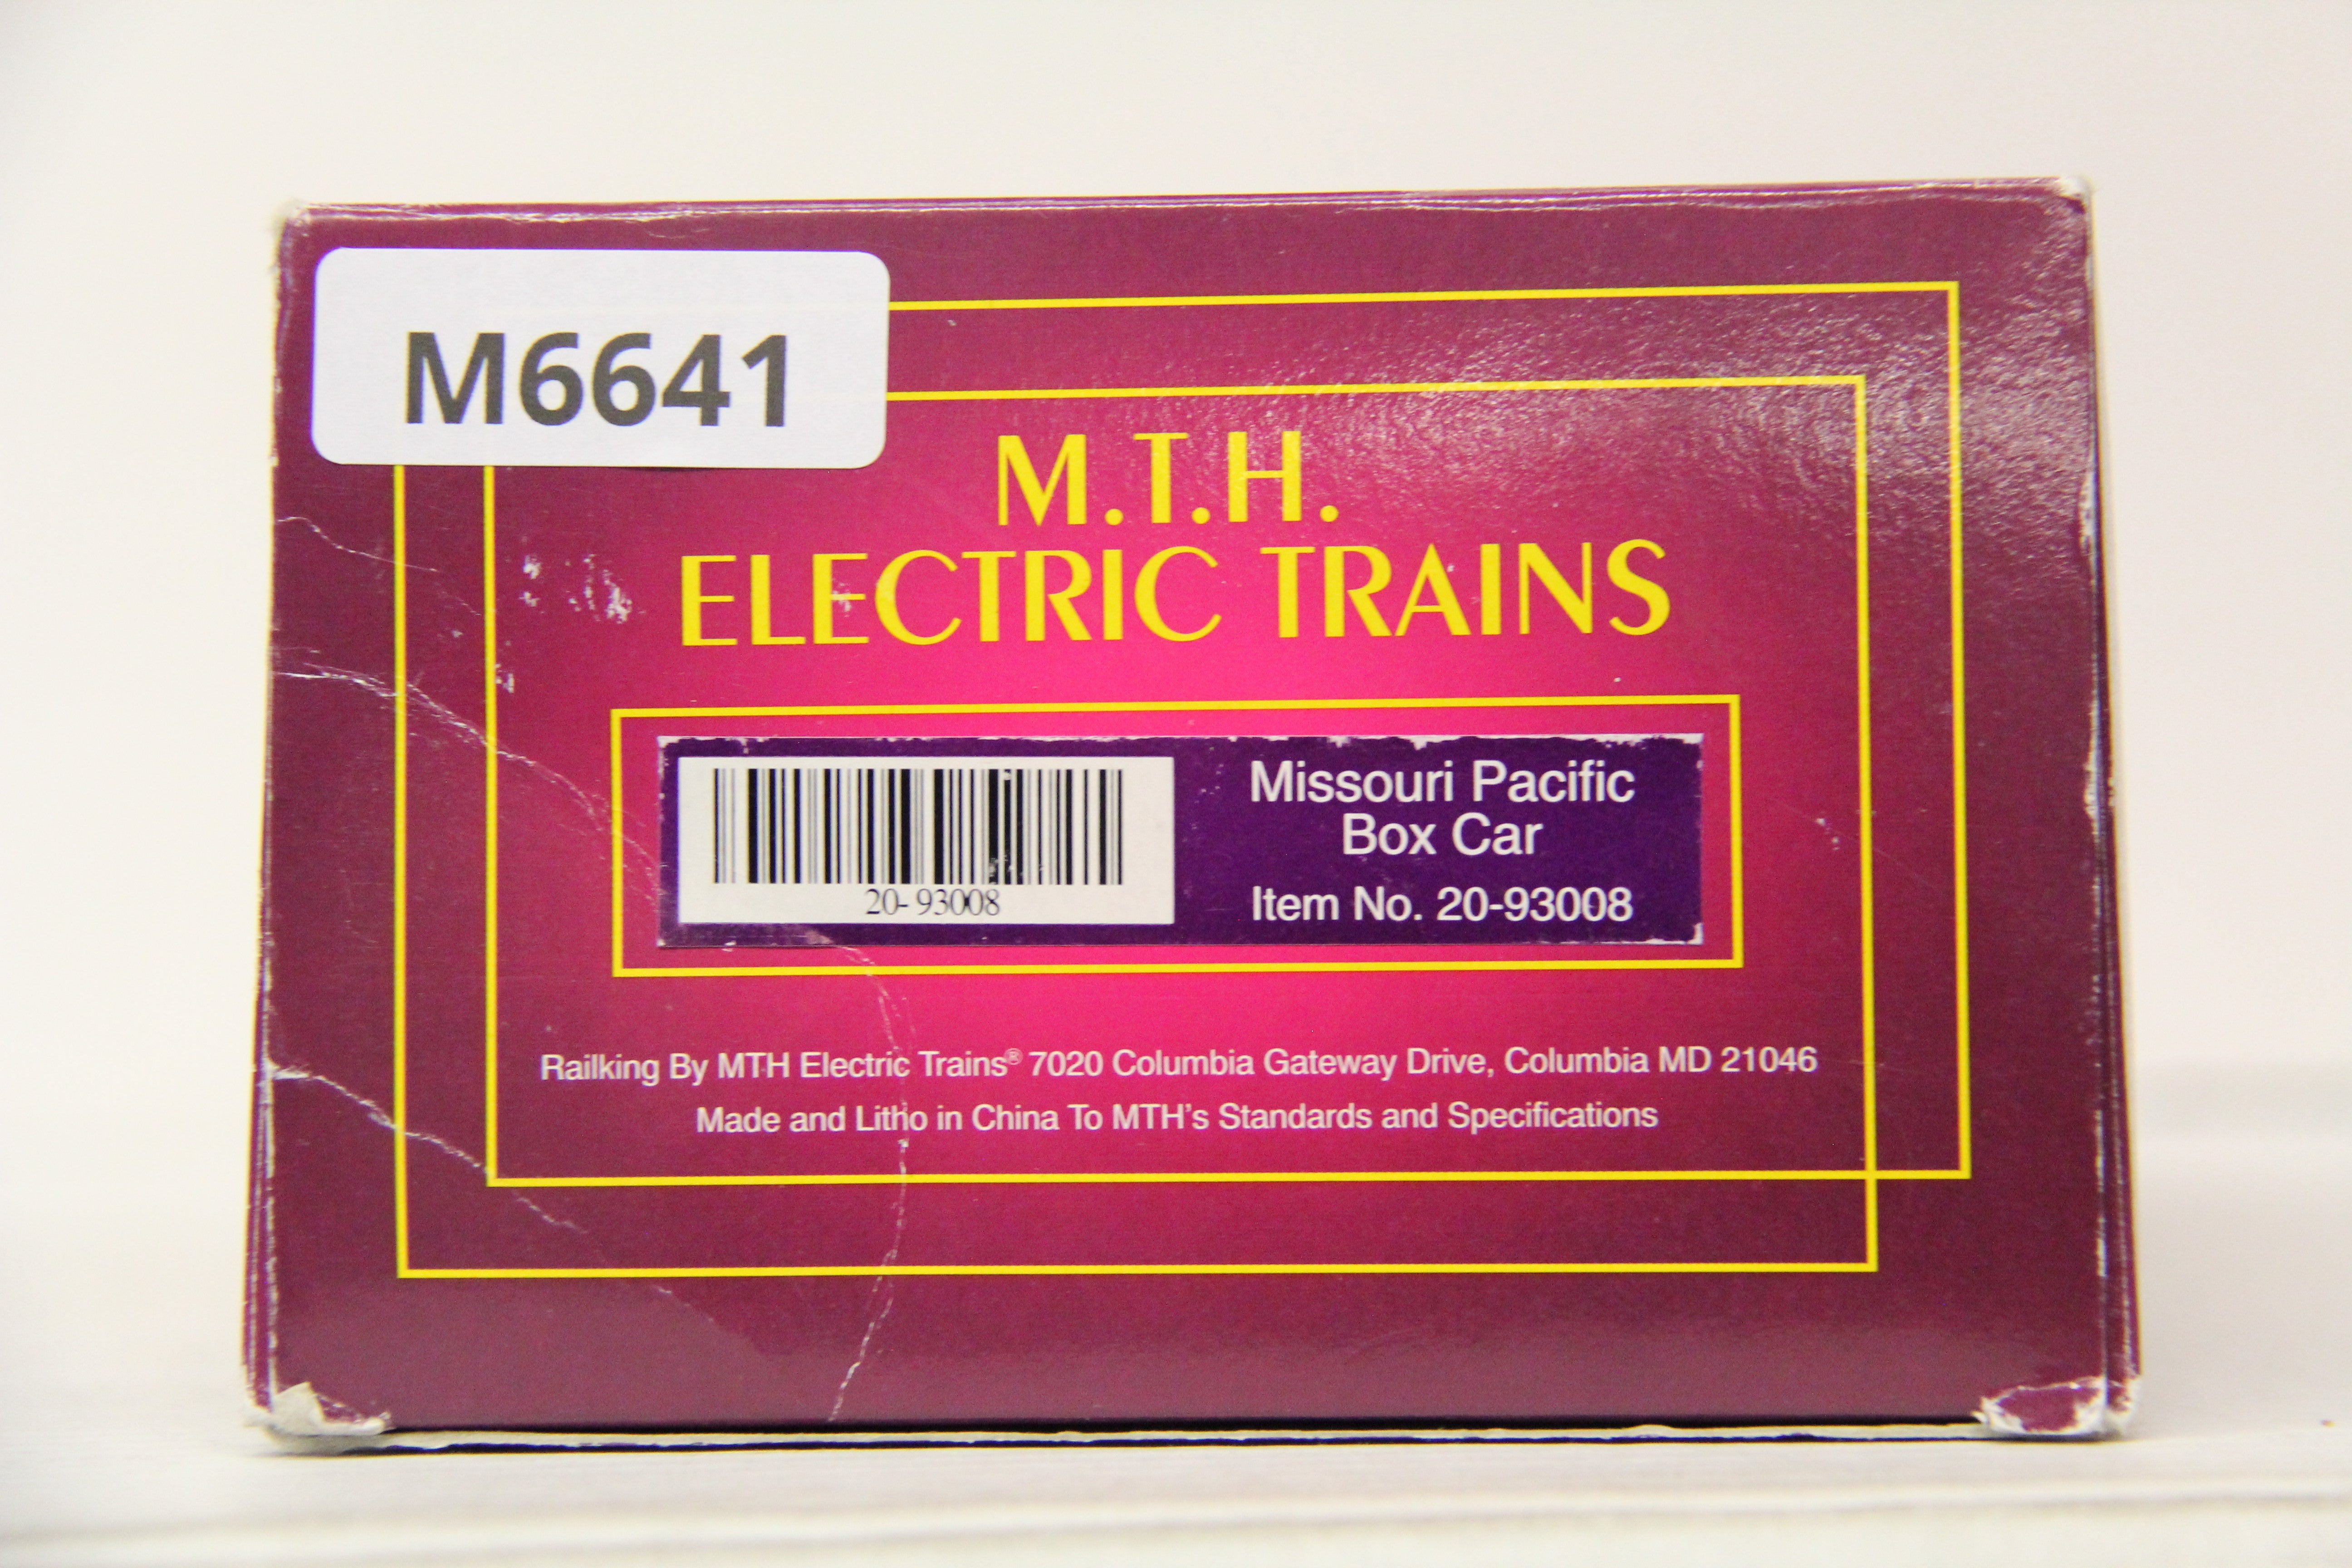 M6641
M.T.H.
ELECTRIC TRAINS
20-93008
Missouri Pacific
Box Car
Item No. 20-93008
Railking By MTH Electric Trains® 7020 Columbia Gateway Drive, Columbia MD 21046
Made and Litho in China To MTH's Standards and Specifications